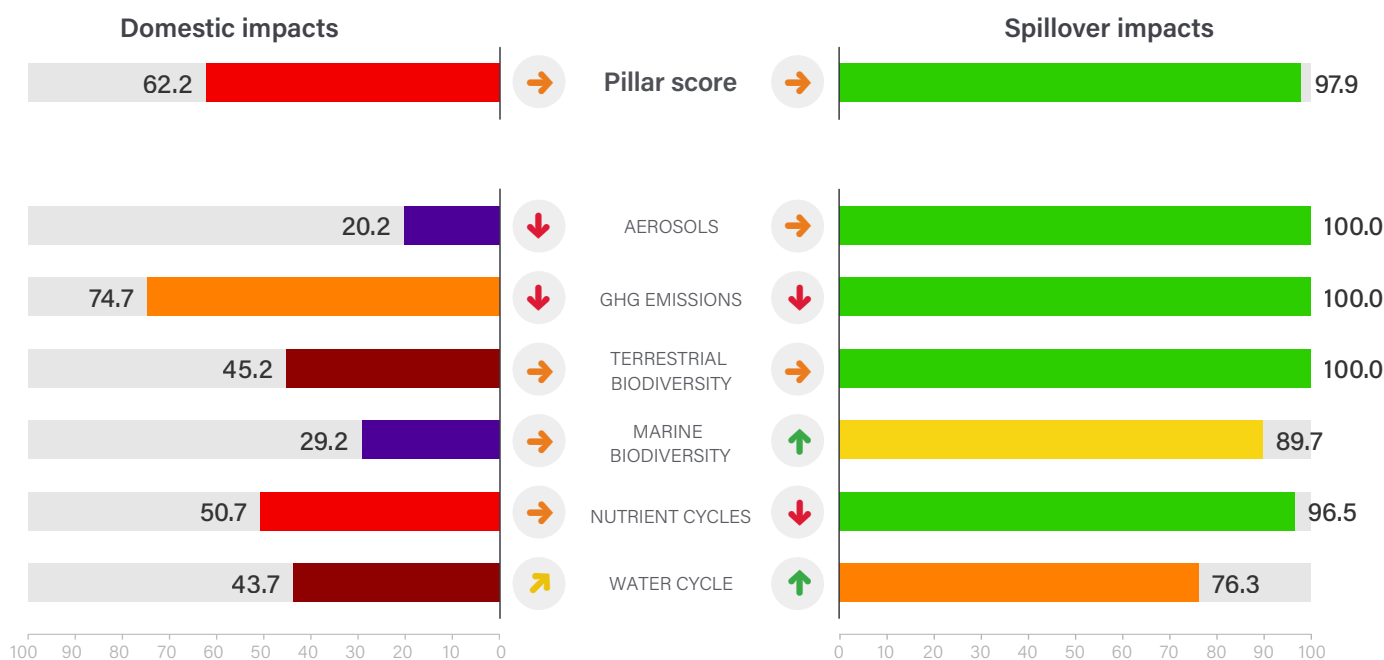 Domestic impacts
Spillover impacts
62.2
Pillar score
97.9
20.2
AEROSOLS
100.0
74.7
GHG EMISSIONS
100.0
45.2
TERRESTRIAL
BIODIVERSITY
100.0
29.2
MARINE
BIODIVERSITY
89.7
50.7
NUTRIENT CYCLES
96.5
43.7
WATER CYCLE
76.3
100 90 80 70 60 50 40 30 20 10 0
0 10 20 30 40 50 60 70 80 90 100